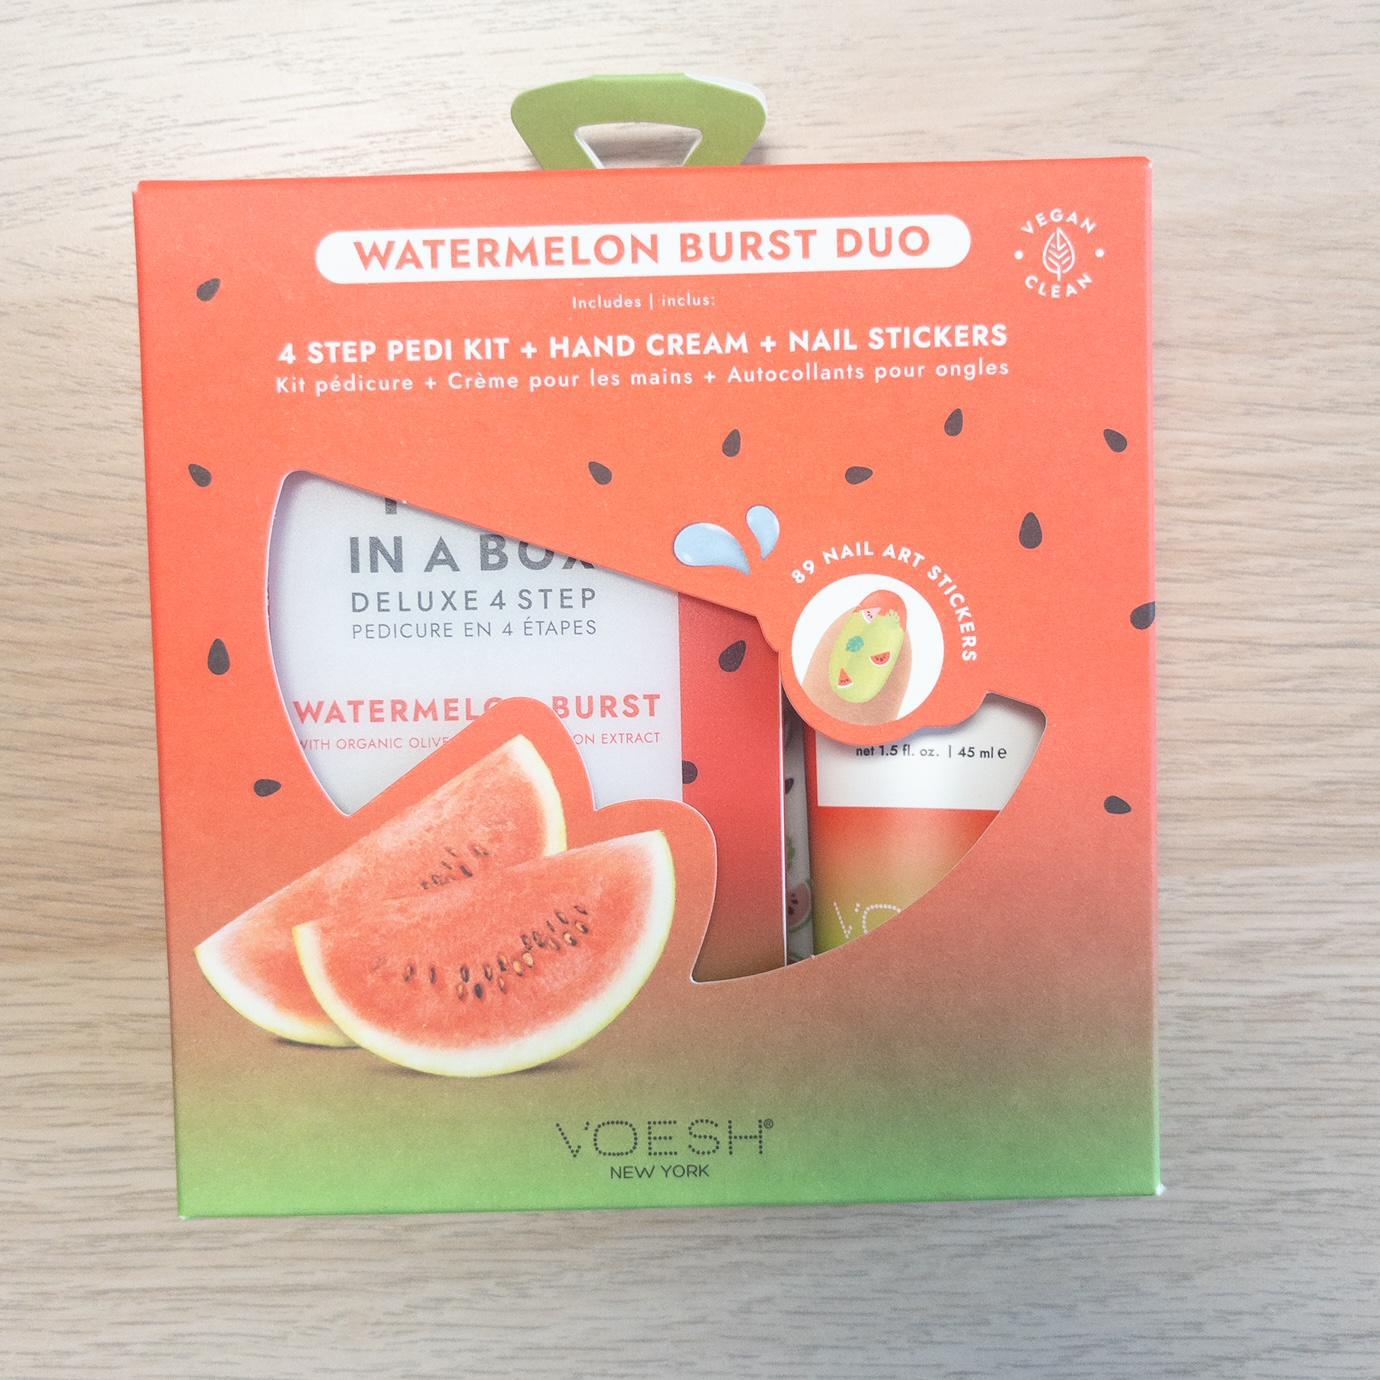 WATERMELON BURST DUO
VEGAN
CLEAN
Includes | inclus:
4 STEP PEDI KIT + HAND CREAM + NAIL STICKERS
Kit pédicure + Crème pour les mains + Autocollants pour ongles
IN A BOX
DELUXE 4 STEP
PEDICURE EN 4 ÉTAPES
WATERMELON BURST
WITH ORGANIC OLIVE EXTRACT
89 NAIL ART STICKERS
net 1.5 fl. oz. | 45 ml e
VOESH®
NEW YORK